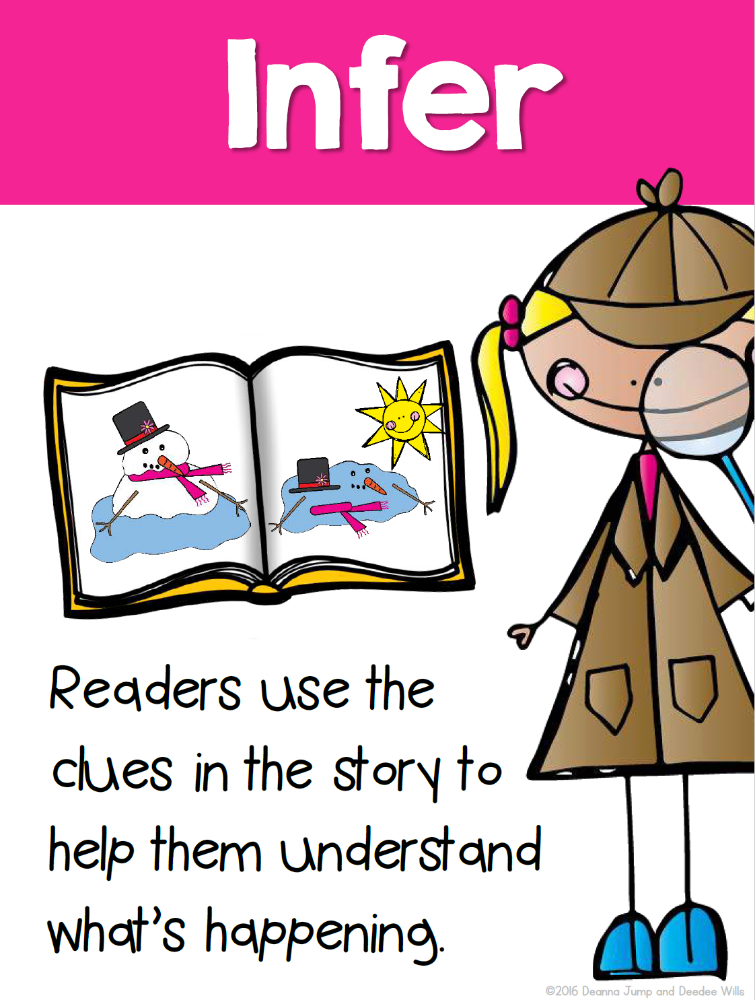 Infer
Readers use the
clues in the story to
help them understand
what's happening.
©2016 Deanna Jump and Deedee Wills